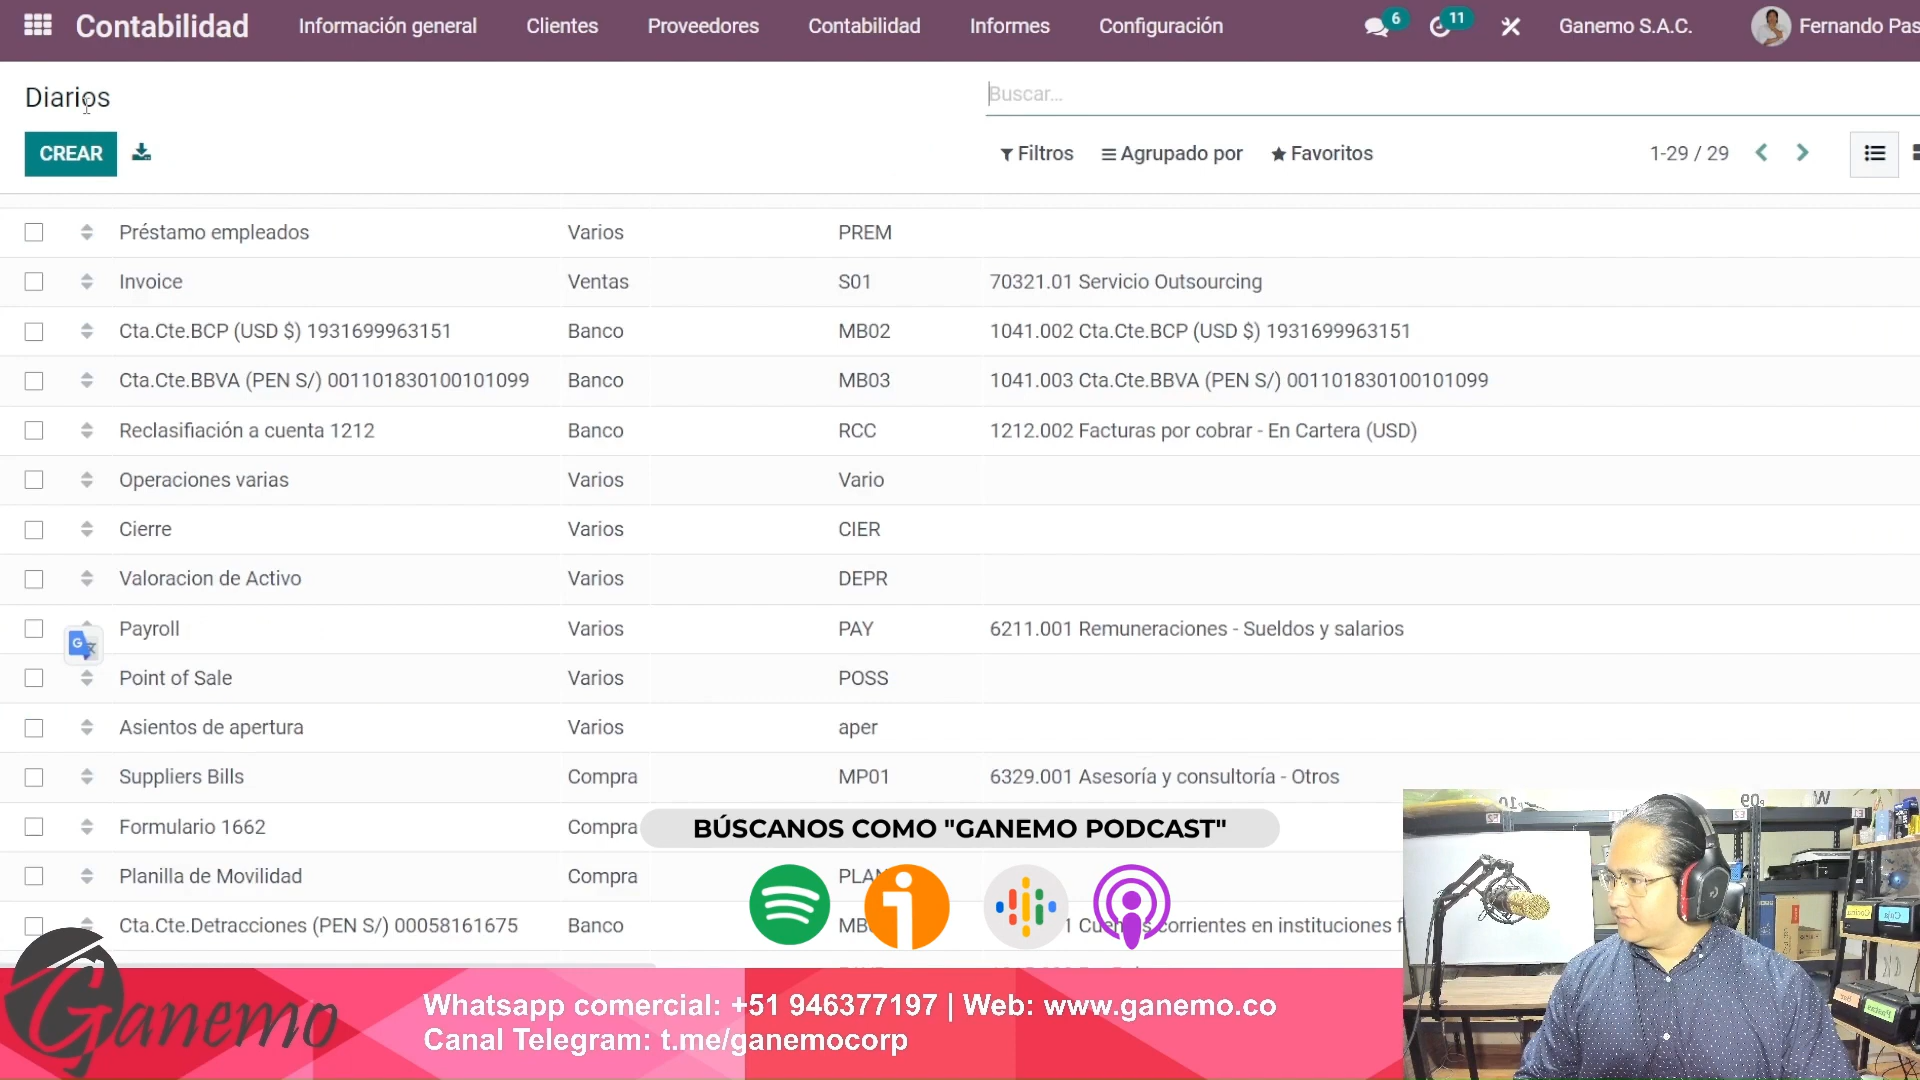 Contabilidad Información general Clientes Proveedores Contabilidad Informes Configuración 6 11 Ganemo S.A.C. Fernando Pas
Diarios Buscar...
CREAR Filtros Agrupado por Favoritos 1-29 / 29
Préstamo empleados Varios PREM
Invoice Ventas S01 70321.01 Servicio Outsourcing
Cta.Cte.BCP (USD $) 1931699963151 Banco MB02 1041.002 Cta.Cte.BCP (USD $) 1931699963151
Cta.Cte.BBVA (PEN S/) 001101830100101099 Banco MB03 1041.003 Cta.Cte.BBVA (PEN S/) 001101830100101099
Reclasifiación a cuenta 1212 Banco RCC 1212.002 Facturas por cobrar - En Cartera (USD)
Operaciones varias Varios Vario
Cierre Varios CIER
Valoracion de Activo Varios DEPR
Payroll Varios PAY 6211.001 Remuneraciones - Sueldos y salarios
Point of Sale Varios POSS
Asientos de apertura Varios aper
Suppliers Bills Compra MP01 6329.001 Asesoría y consultoría - Otros
Formulario 1662 Compra
BÚSCANOS COMO "GANEMO PODCAST"
Planilla de Movilidad Compra PLAN
Cta.Cte.Detracciones (PEN S/) 00058161675 Banco MB 1 Cuentas corrientes en instituciones f
Ganemo
Whatsapp comercial: +51 946377197 | Web: www.ganemo.co
Canal Telegram: t.me/ganemocorp